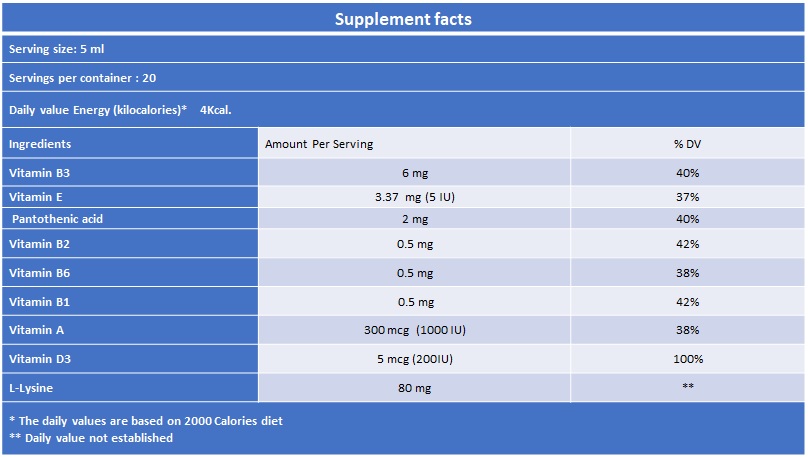 Supplement facts
Serving size: 5 ml
Servings per container : 20
Daily value Energy (kilocalories)* 4Kcal.
Ingredients Amount Per Serving % DV
Vitamin B3 6 mg 40%
Vitamin E 3.37 mg (5 IU) 37%
Pantothenic acid 2 mg 40%
Vitamin B2 0.5 mg 42%
Vitamin B6 0.5 mg 38%
Vitamin B1 0.5 mg 42%
Vitamin A 300 mcg (1000 IU) 38%
Vitamin D3 5 mcg (200IU) 100%
L-Lysine 80 mg **
* The daily values are based on 2000 Calories diet
** Daily value not established